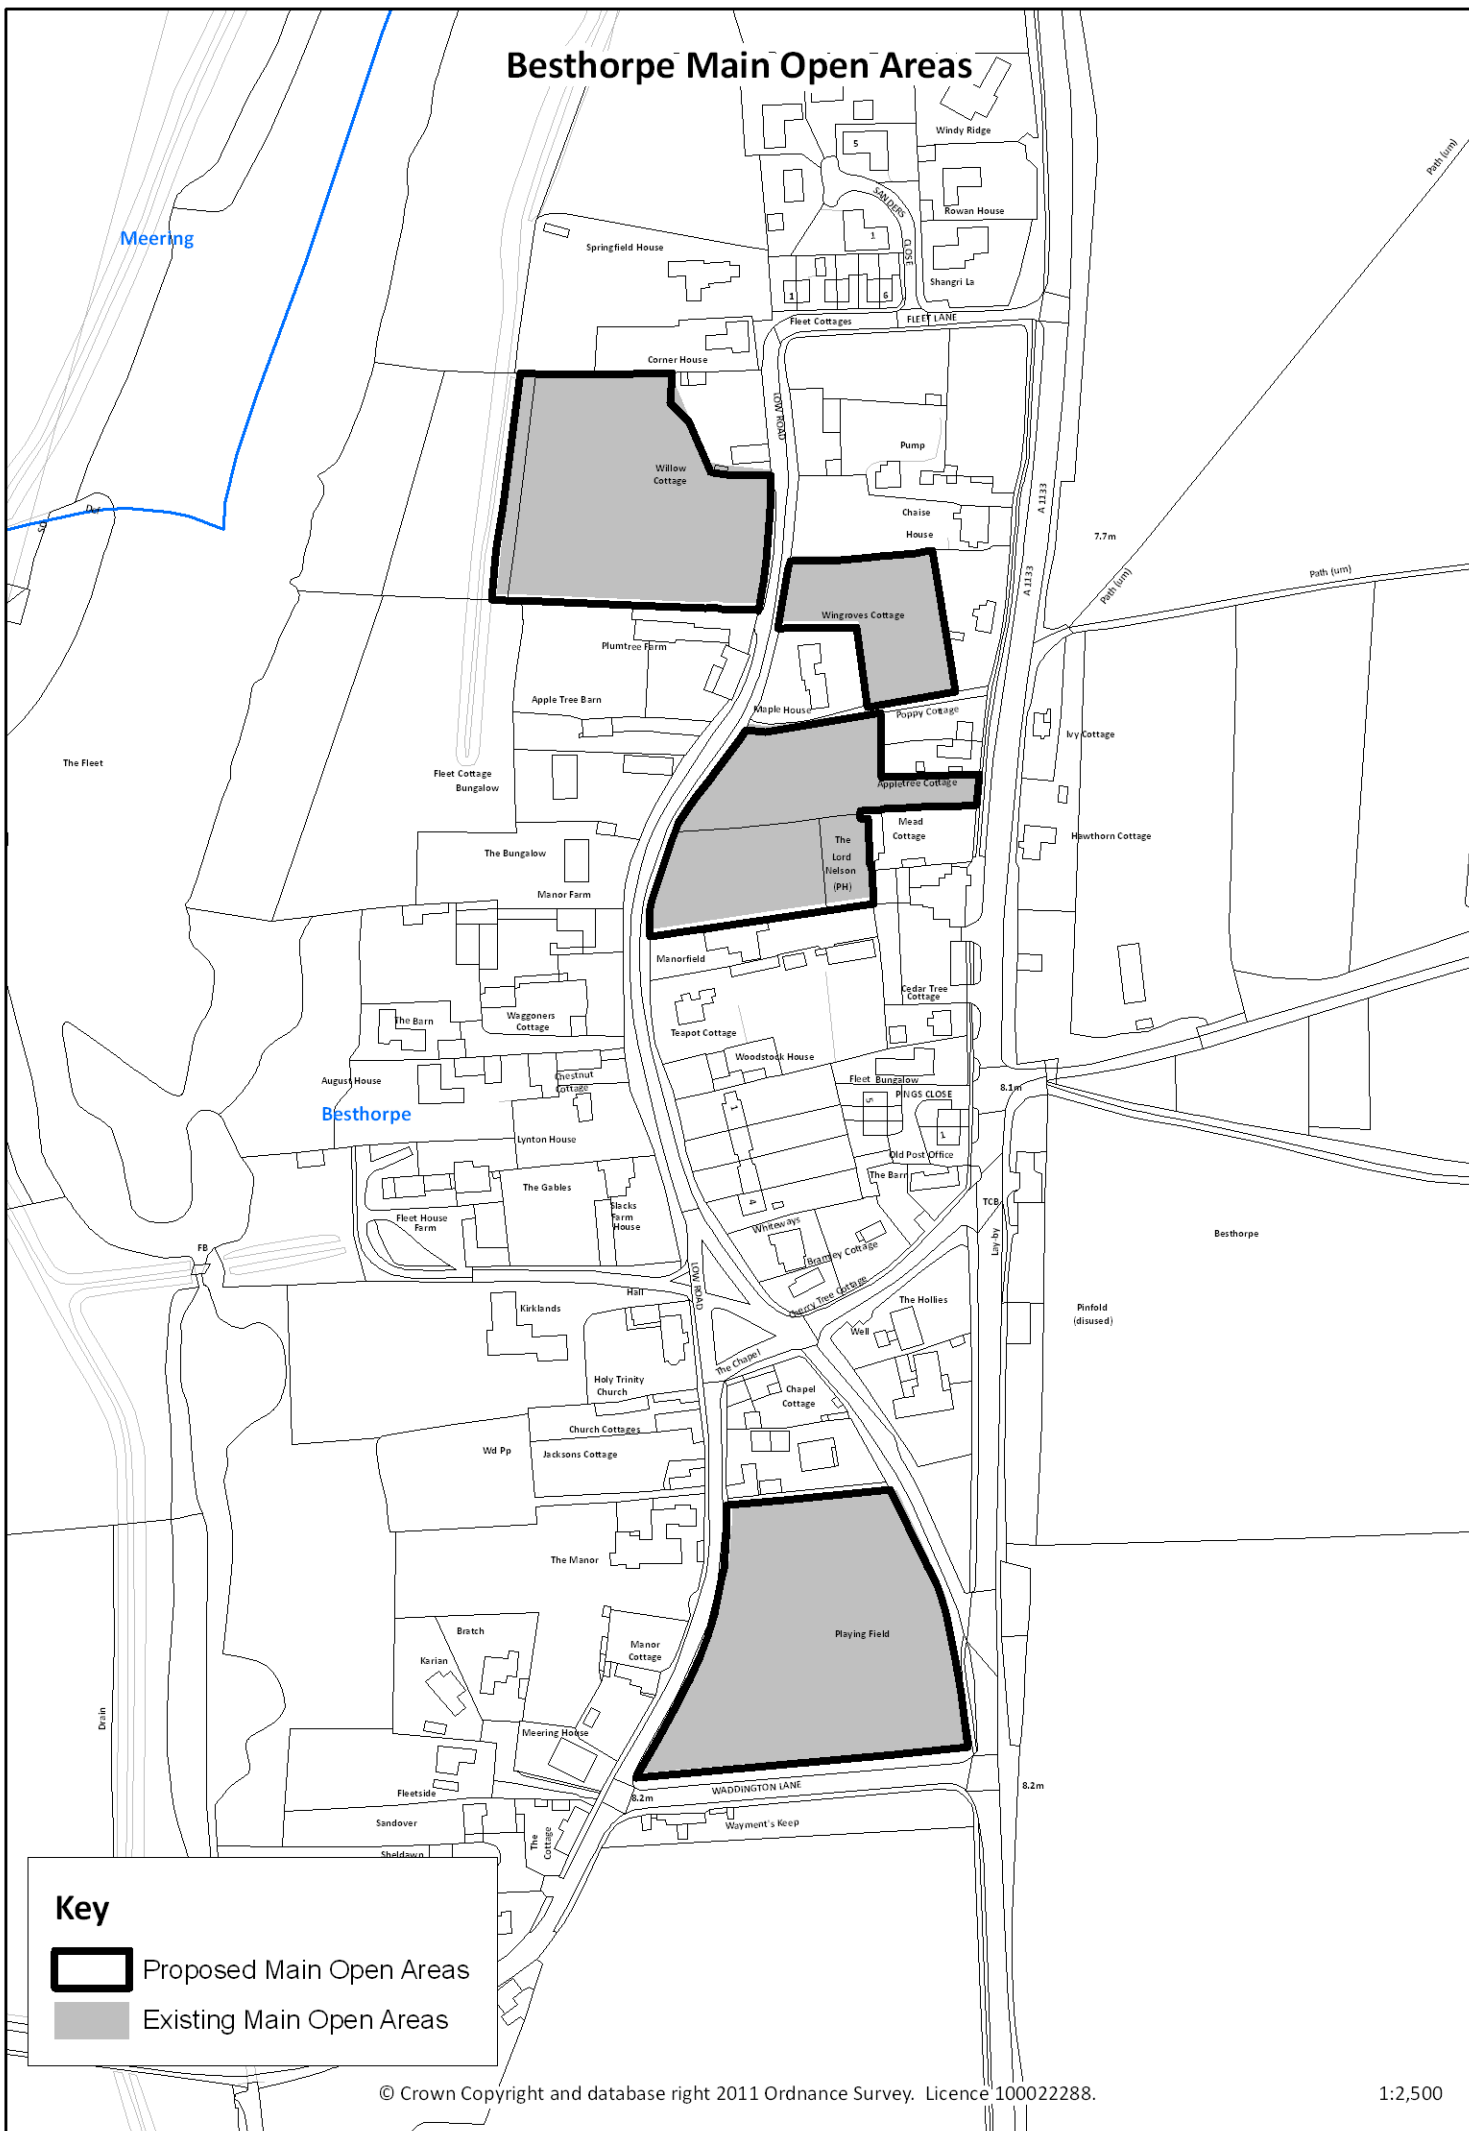 Besthorpe Main Open Areas
Windy Ridge
5
Path (um)
SANDERS
CLOSE
Rowan House
Meering
1
Springfield House
Shangri La
1
6
Fleet Cottages
FLEET LANE
Corner House
LOW ROAD
Pump
Willow
Cottage
A 1133
Def
Chaise
House
7.7m
A 1133
Path (um)
Path (um)
Wingroves Cottage
Plumtree Farm
Apple Tree Barn
Maple House
Poppy Cottage
Ivy Cottage
The Fleet
Fleet Cottage
Bungalow
Appletree Cottage
Mead
Cottage
Hawthorn Cottage
The
Lord
Nelson
(PH)
The Bungalow
Manor Farm
Manorfield
Cedar Tree
Cottage
Waggoners
Cottage
The Barn
Teapot Cottage
Woodstock House
August House
Chestnut
Cottage
Fleet Bungalow
8.1m
PINGS CLOSE
5
1
Besthorpe
1
Lynton House
Old Post Office
The Barn
The Gables
4
TCB
Slacks
Farm
House
Fleet House
Farm
Whiteways
Lay-by
Besthorpe
FB
Bramley Cottage
LOW ROAD
Cherry Tree Cottage
Hall
Kirklands
The Hollies
Pinfold
(disused)
Well
The Chapel
Holy Trinity
Church
Chapel
Cottage
Church Cottages
Wd Pp
Jacksons Cottage
The Manor
Playing Field
Bratch
Manor
Cottage
Karian
Drain
Meering House
WADDINGTON LANE
8.2m
Fleetside
8.2m
Sandover
Wayment's Keep
The
Cottage
Sheldawn
Key
Proposed Main Open Areas
Existing Main Open Areas
© Crown Copyright and database right 2011 Ordnance Survey. Licence 100022288.
1:2,500